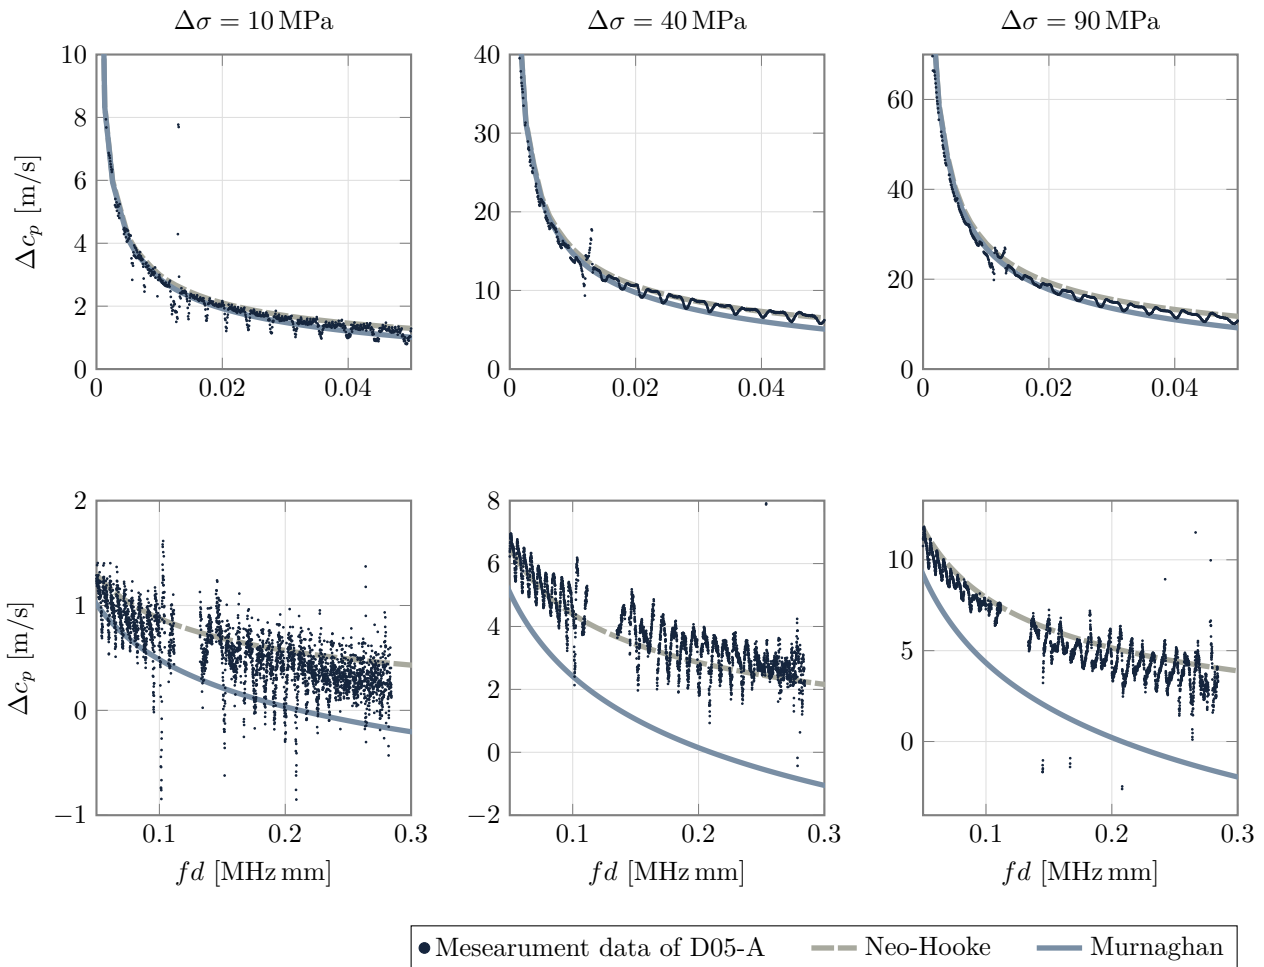 Δσ = 10 MPa Δσ = 40 MPa Δσ = 90 MPa
10
8
6
4
2
0
Δc_p [m/s]
0 0.02 0.04
40
30
20
10
0
0 0.02 0.04
60
40
20
0
0 0.02 0.04
2
1
0
−1
Δc_p [m/s]
0.1 0.2 0.3
fd [MHz mm]
8
6
4
2
0
−2
0.1 0.2 0.3
fd [MHz mm]
10
5
0
0.1 0.2 0.3
fd [MHz mm]
Mesearument data of D05-A Neo-Hooke Murnaghan